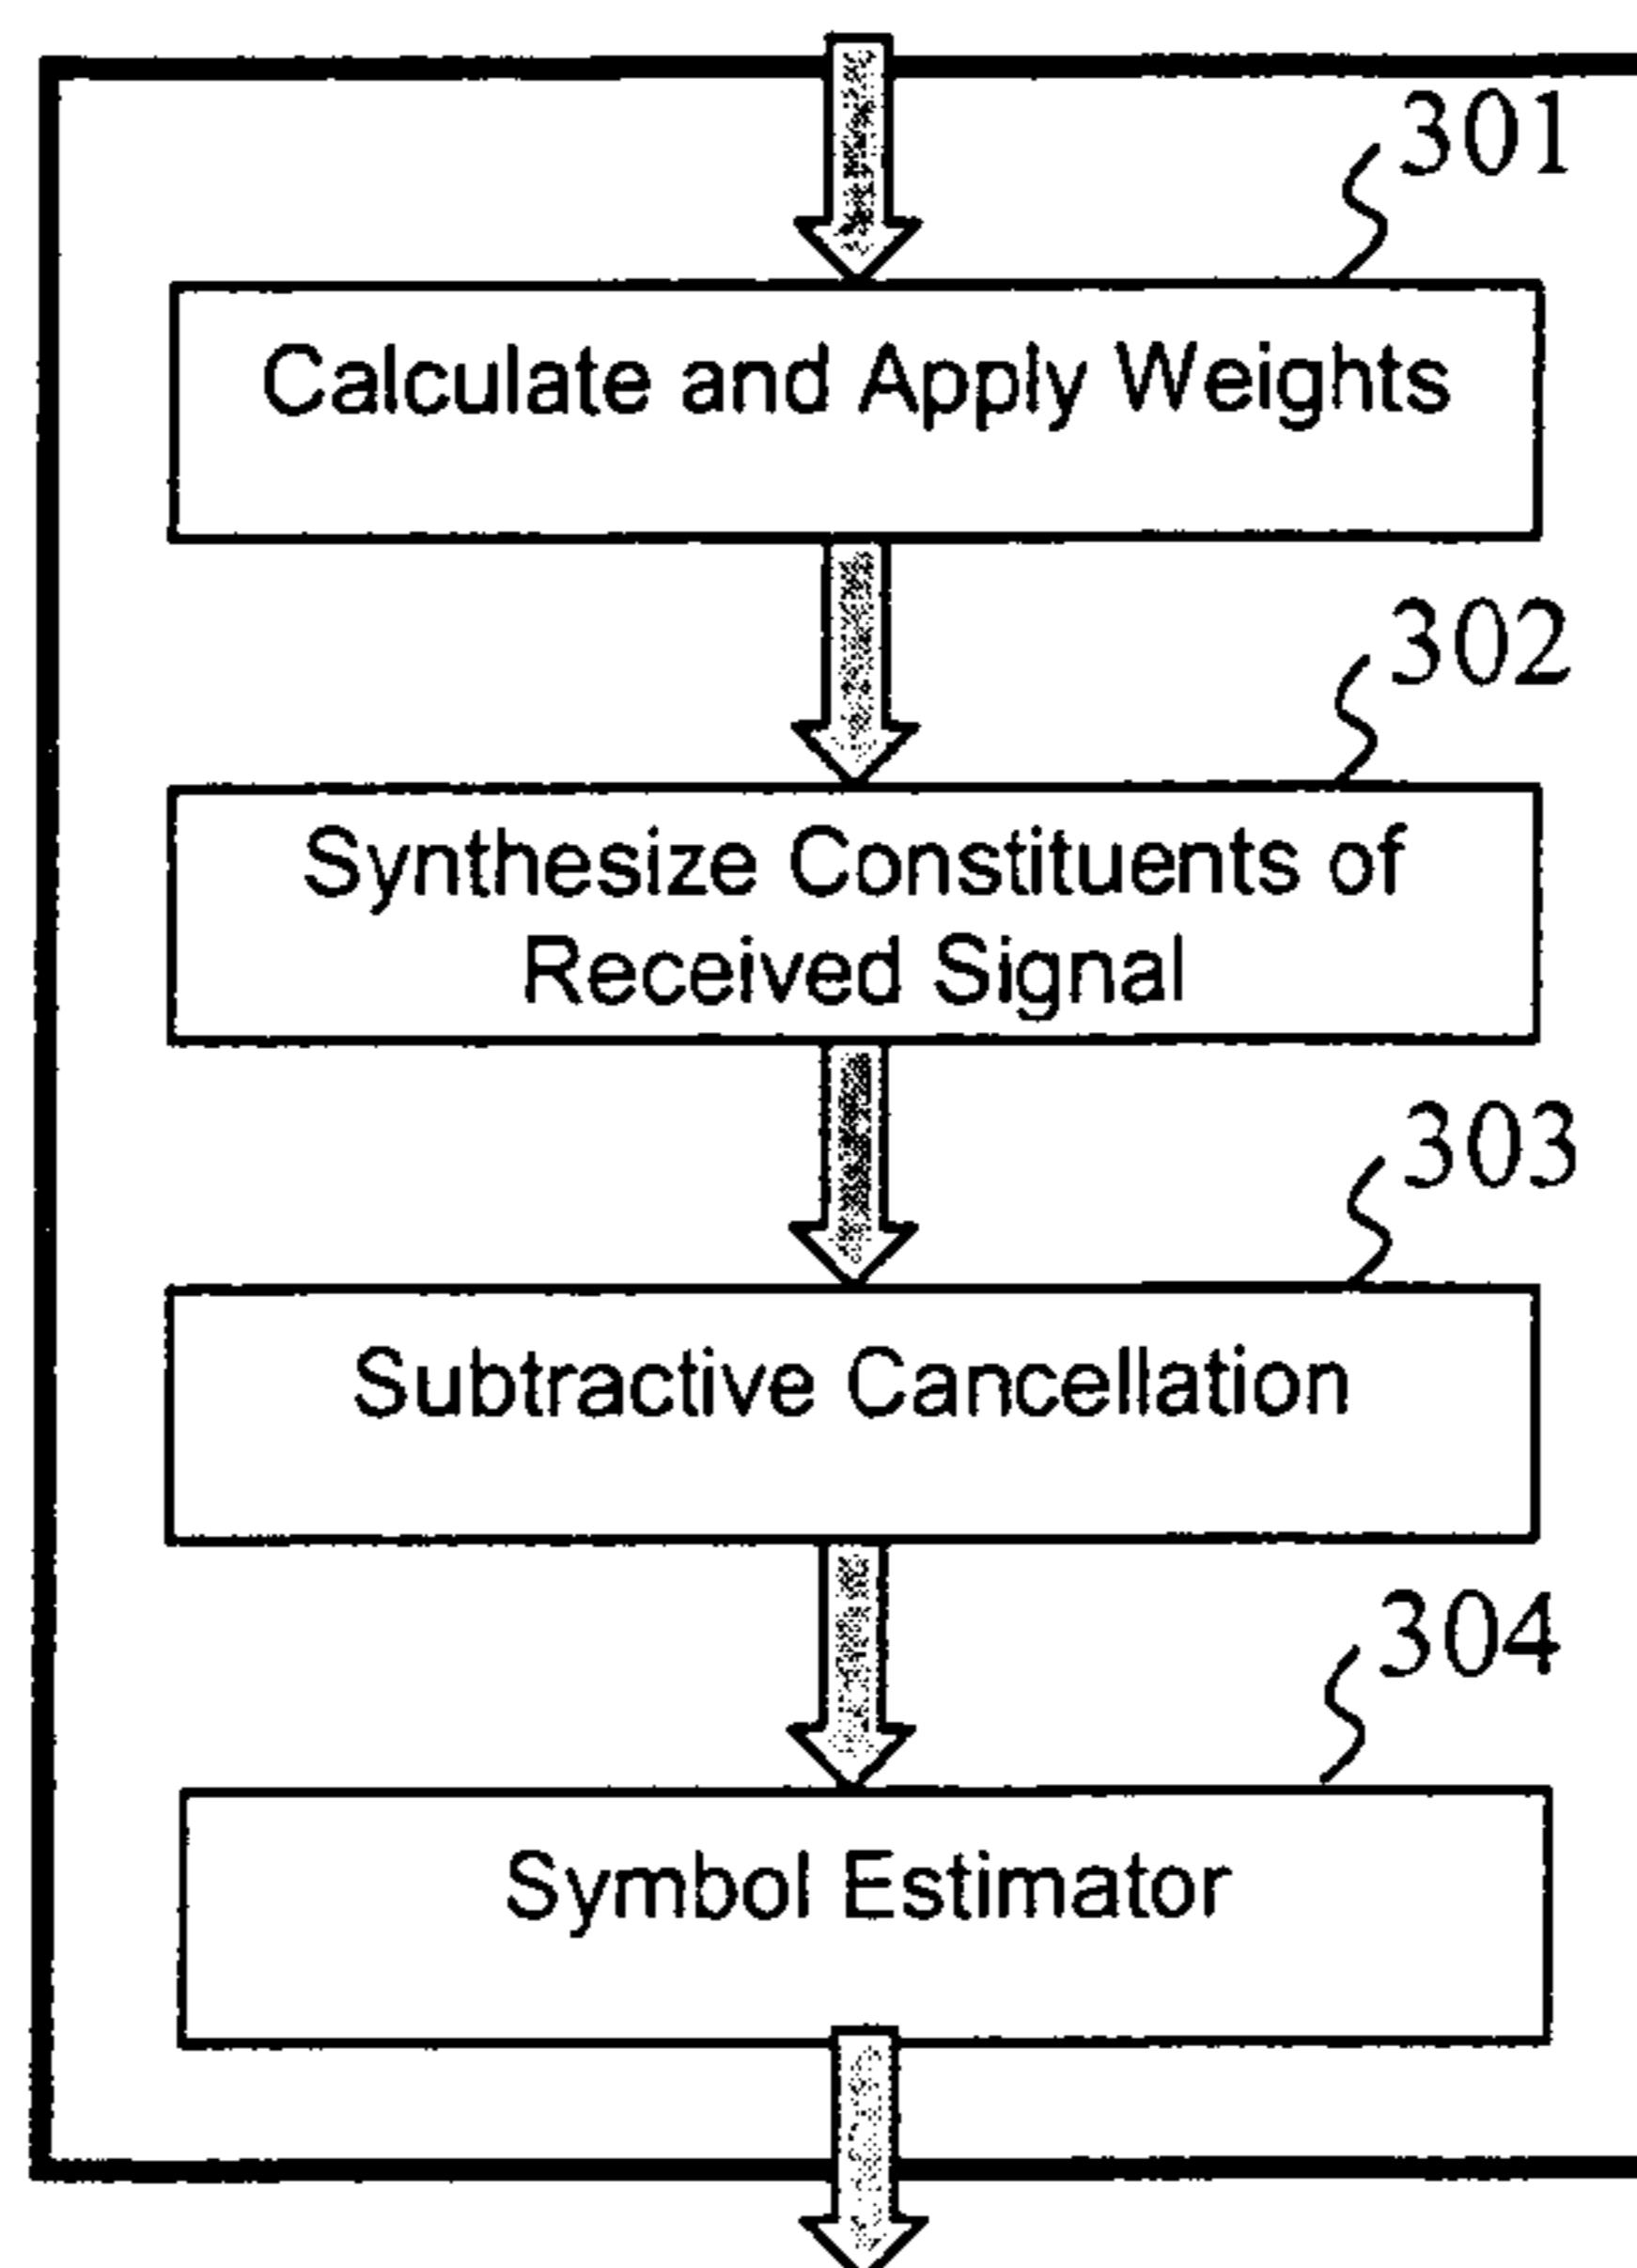 301
Calculate and Apply Weights
302
Synthesize Constituents of
Received Signal
303
Subtractive Cancellation
304
Symbol Estimator